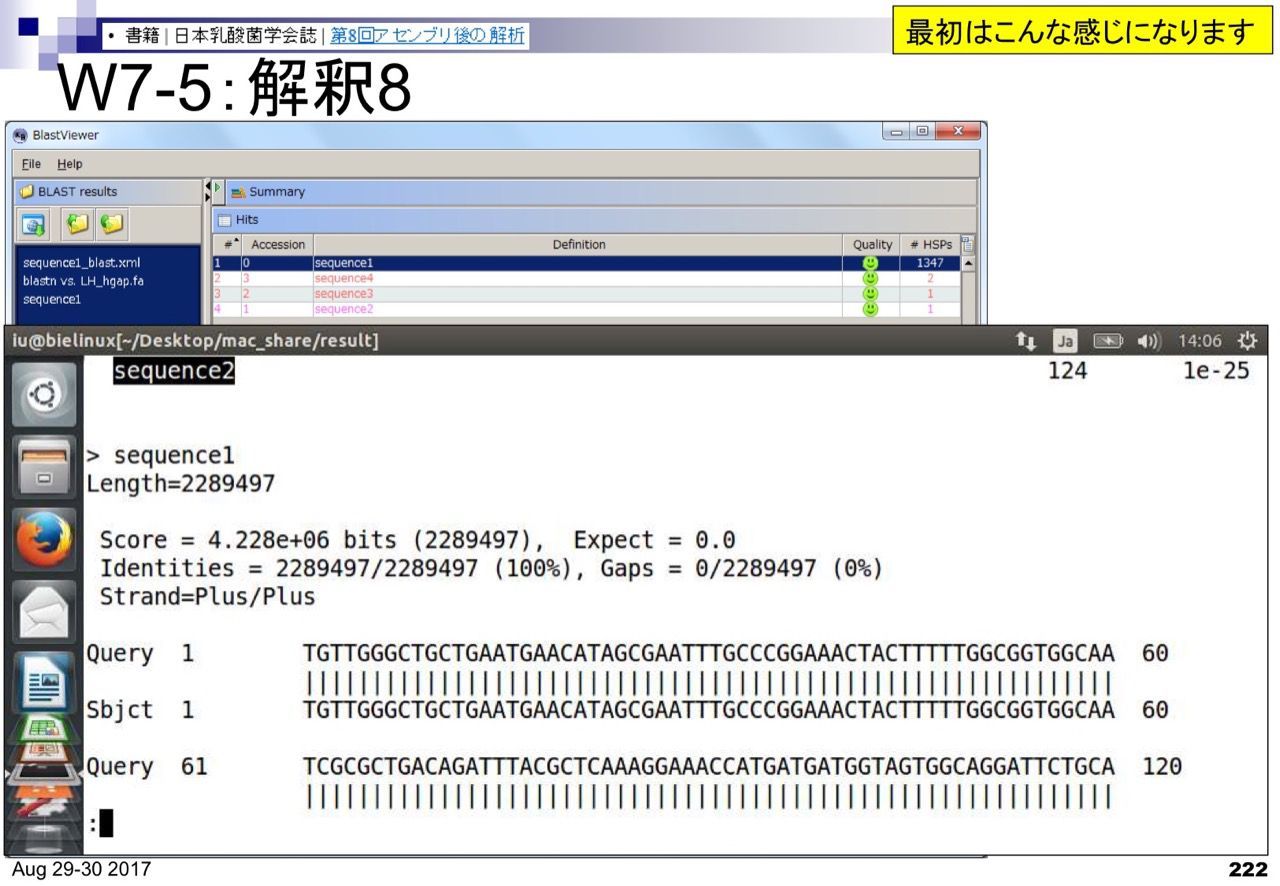 • 書籍 | 日本乳酸菌学会誌 | 第8回アセンブリ後の解析
最初はこんな感じになります
W7-5：解釈8
BlastViewer
File Help
BLAST results
Summary
Hits
# Accession Definition Quality # HSPs
sequence1_blast.xml
blastn vs. LH_hgap.fa
sequence1
1 0 sequence1 1347
2 3 sequence4 2
3 2 sequence3 1
4 1 sequence2 1
iu@bielinux[~/Desktop/mac_share/result] Ja 14:06
sequence2 124 1e-25
> sequence1
Length=2289497
Score = 4.228e+06 bits (2289497), Expect = 0.0
Identities = 2289497/2289497 (100%), Gaps = 0/2289497 (0%)
Strand=Plus/Plus
Query 1 TGTTGGGCTGCTGAATGAACATAGCGAATTTGCCCGGAAACTACTTTTTGGCGGTGGCAA 60
||||||||||||||||||||||||||||||||||||||||||||||||||||||||||||
Sbjct 1 TGTTGGGCTGCTGAATGAACATAGCGAATTTGCCCGGAAACTACTTTTTGGCGGTGGCAA 60
Query 61 TCGCGCTGACAGATTTACGCTCAAAGGAAACCATGATGATGGTAGTGGCAGGATTCTGCA 120
||||||||||||||||||||||||||||||||||||||||||||||||||||||||||||
:
Aug 29-30 2017
222